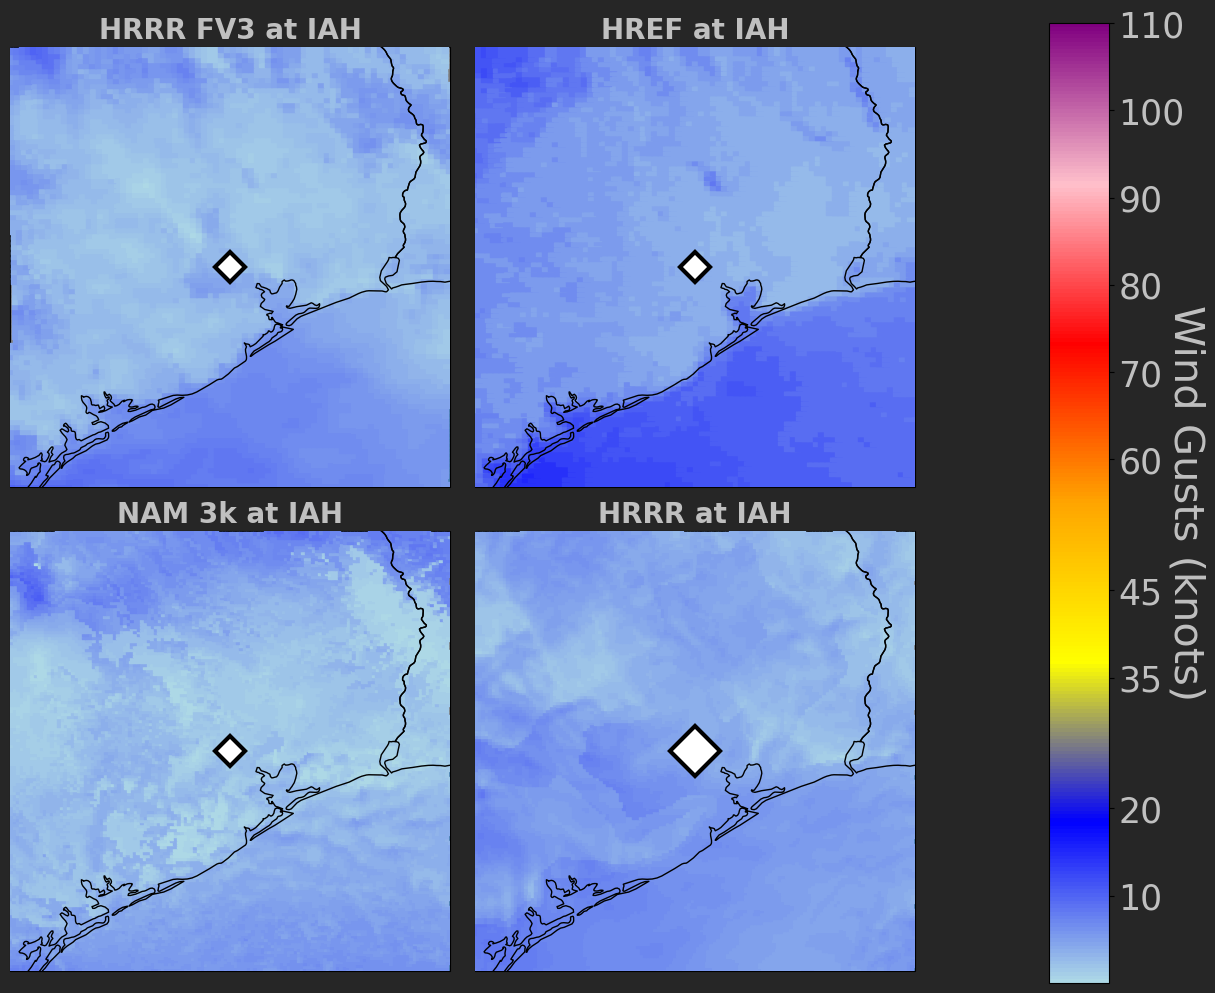 HRRR FV3 at IAH
HREF at IAH
NAM 3k at IAH
HRRR at IAH
110
100
90
80
70
60
45
35
20
10
Wind Gusts (knots)